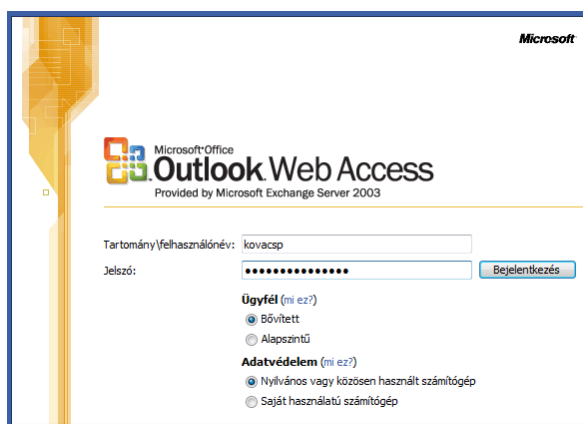 Microsoft
Microsoft Office
Outlook Web Access
Provided by Microsoft Exchange Server 2003
Tartomány\felhasználónév: kovacsp
Jelszó: ●●●●●●●●●●●●●●● Bejelentkezés
Ügyfél (mi ez?)
Bővített
Alapszintű
Adatvédelem (mi ez?)
Nyilvános vagy közösen használt számítógép
Saját használatú számítógép